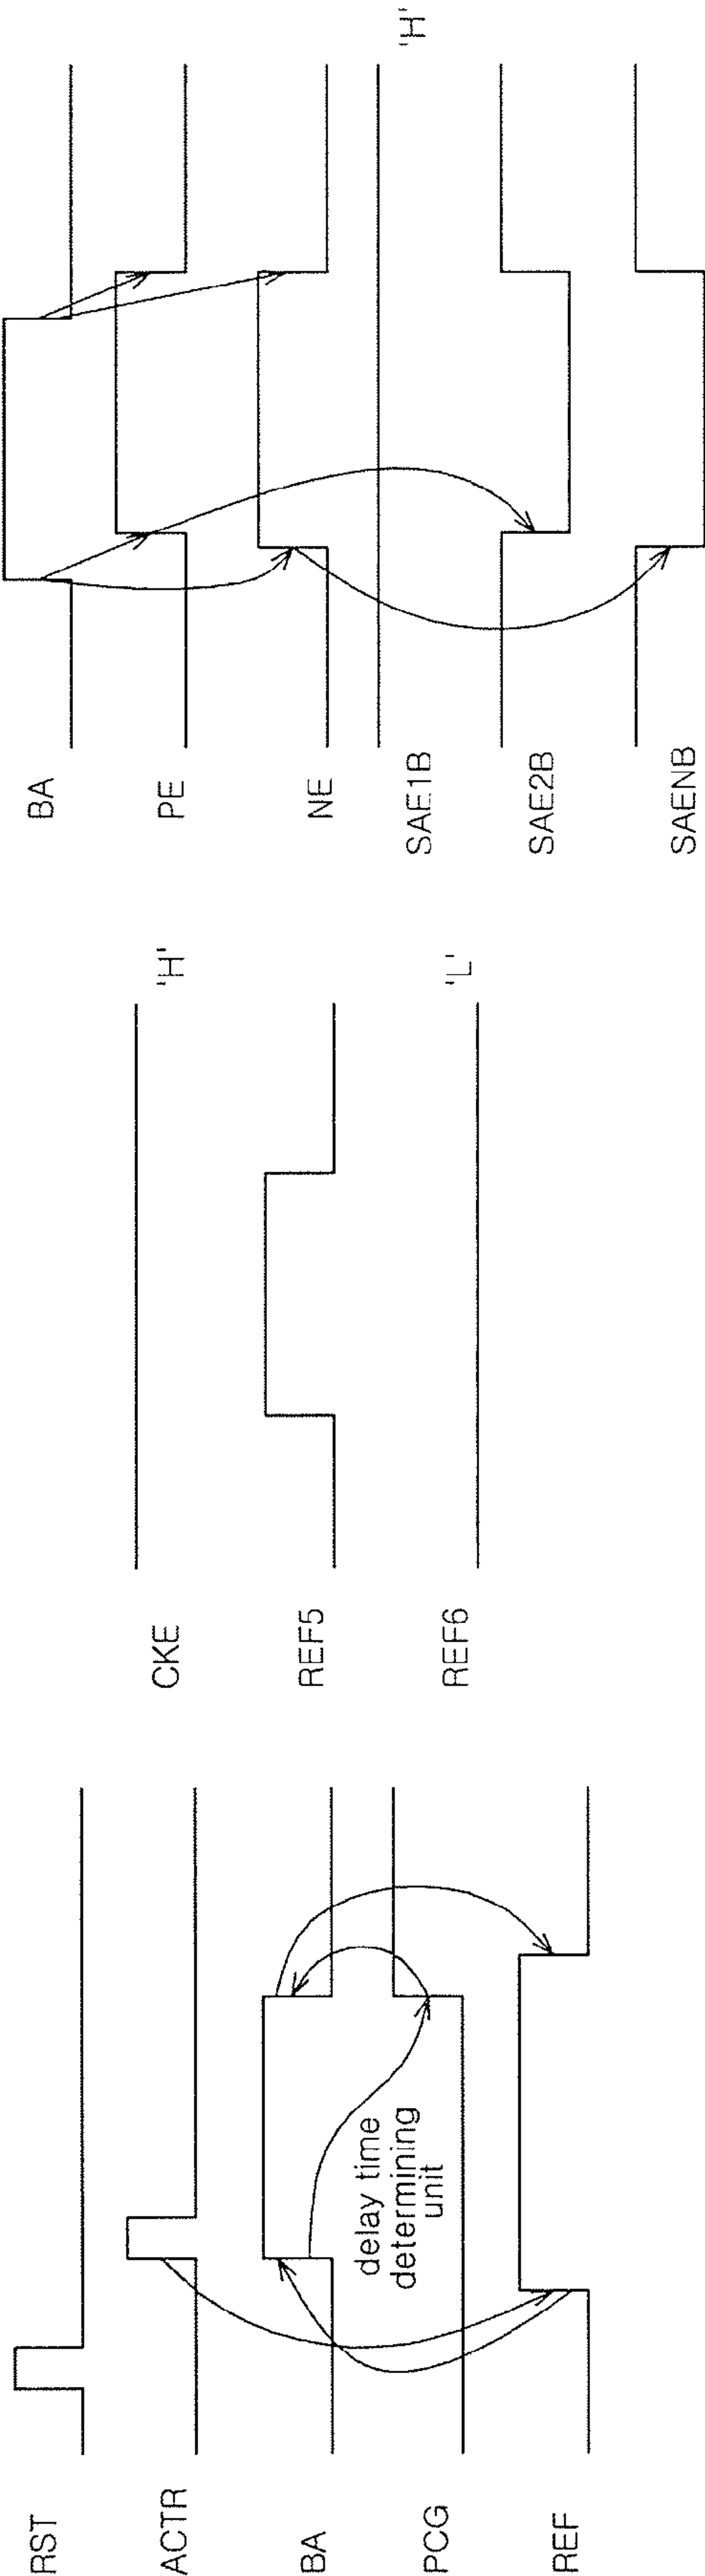 RST
ACTR
BA
PCG
REF
delay time
determining
unit
CKE
'H'
REF5
REF6
'L'
BA
PE
NE
SAE1B
'H'
SAE2B
SAENB